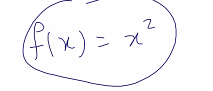 f(x) = x²